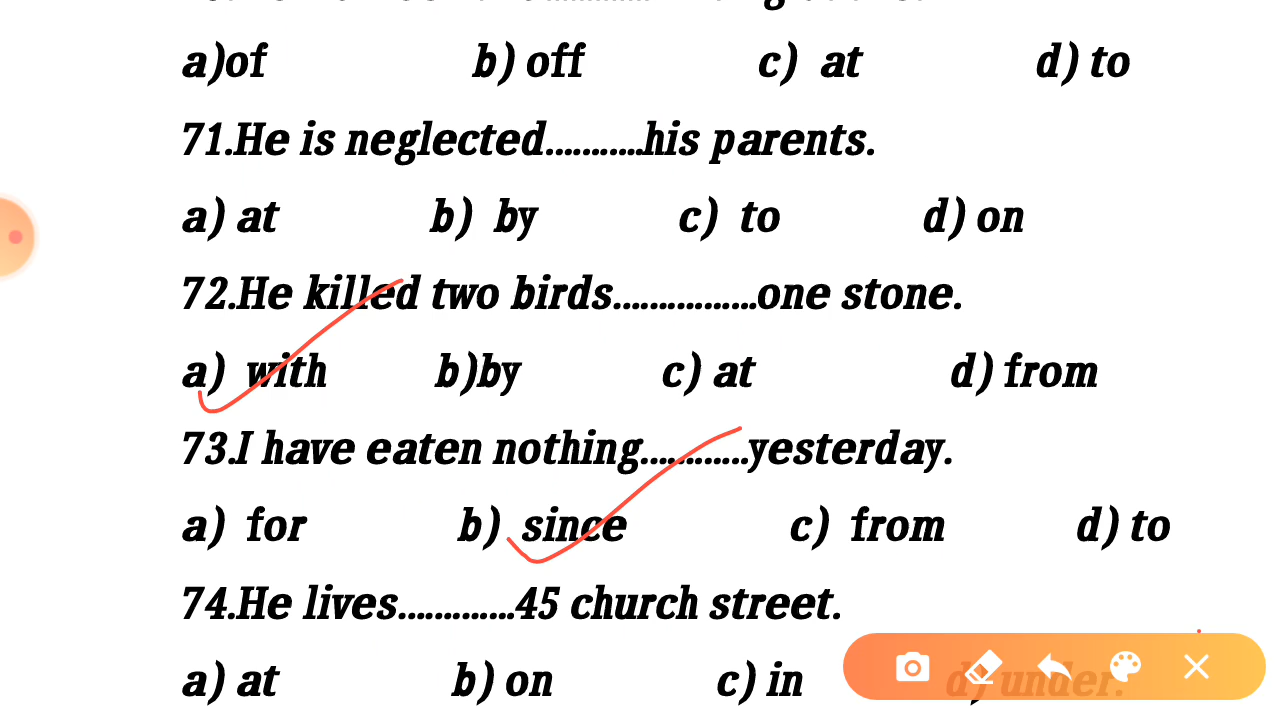 a)of b) off c) at d) to
71.He is neglected...........his parents.
a) at b) by c) to d) on
72.He killed two birds................one stone.
a) with b)by c) at d) from
73.I have eaten nothing............yesterday.
a) for b) since c) from d) to
74.He lives.............45 church street.
a) at b) on c) in d) under.